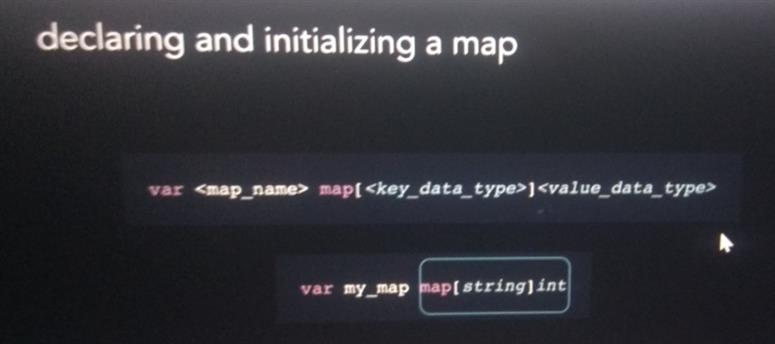 declaring and initializing a map
var <map_name> map[<key_data_type>]<value_data_type>
var my_map map[string]int